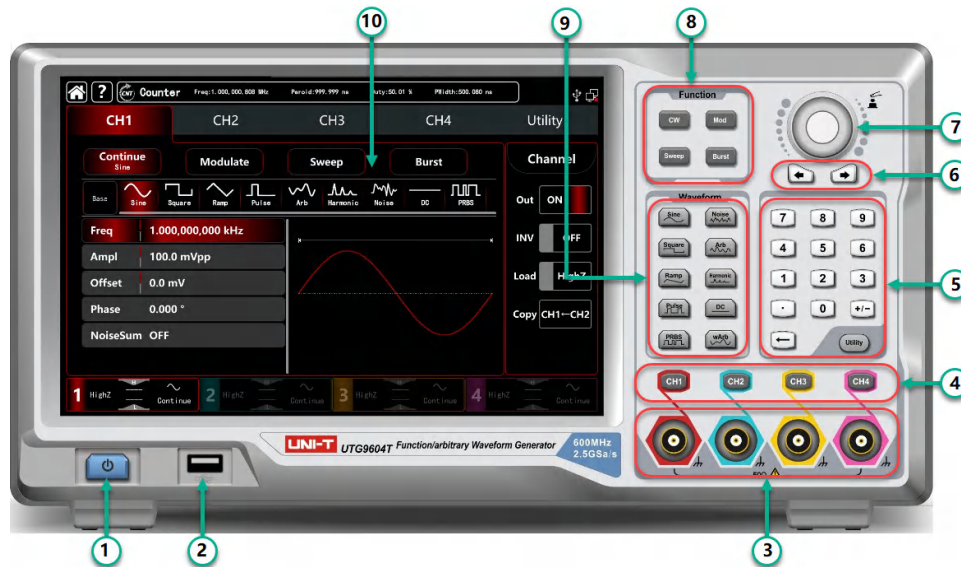 10
9
8
? CNT Counter Freq:1.000,000,808 MHz Peroid:999.999 ns Duty:50.01 % PWidth:500.080 ns
CH1 CH2 CH3 CH4 Utility
Continue
Sine
Modulate Sweep Burst Channel
Base Sine Square Ramp Pulse Arb Harmonic Noise DC PRBS
Out ON
Freq 1.000,000,000 kHz
INV OFF
Ampl 100.0 mVpp
Offset 0.0 mV
Load HighZ
Phase 0.000 °
Copy CH1←CH2
NoiseSum OFF
1 HighZ Continue 2 HighZ Continue 3 HighZ Continue 4 HighZ Continue
UNI-T UTG9604T Function/arbitrary Waveform Generator 600MHz
2.5GSa/s
Function
CW Mod
Sweep Burst
7
6
Waveform
Sine Noise
Square Arb
Ramp Harmonic
Pulse DC
PRBS wArb
7 8 9
4 5 6
1 2 3
. 0 +/-
← Utility
5
CH1 CH2 CH3 CH4
4
50Ω
1
2
3